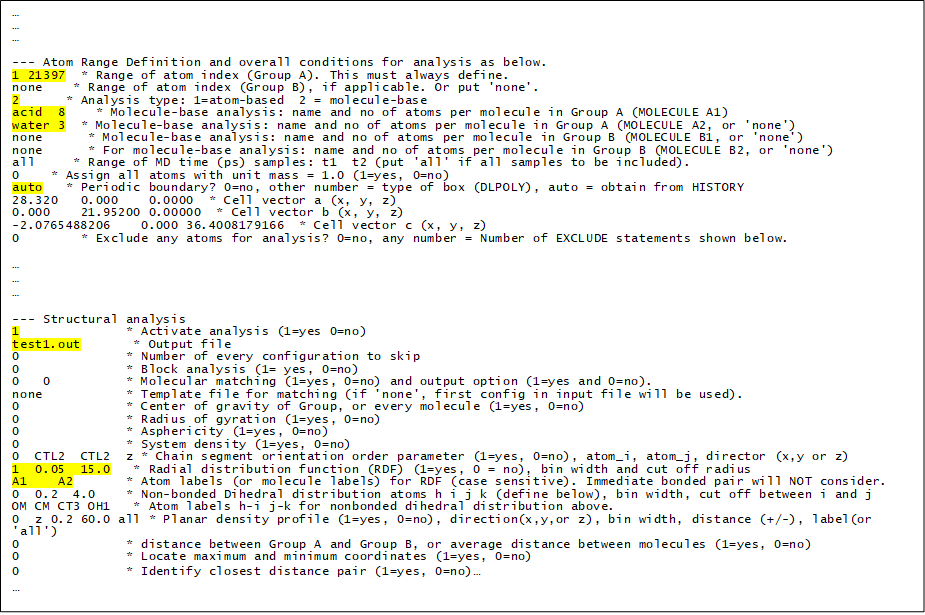 …
…
…
--- Atom Range Definition and overall conditions for analysis as below.
1 21397  * Range of atom index (Group A). This must always define.
none    * Range of atom index (Group B), if applicable. Or put 'none'.
2      * Analysis type: 1=atom-based  2 = molecule-base
acid  8    * Molecule-base analysis: name and no of atoms per molecule in Group A (MOLECULE A1)
water 3  * Molecule-base analysis: name and no of atoms per molecule in Group A (MOLECULE A2, or 'none')
none      * Molecule-base analysis: name and no of atoms per molecule in Group B (MOLECULE B1, or 'none')
none      * For molecule-base analysis: name and no of atoms per molecule in Group B (MOLECULE B2, or 'none')
all     * Range of MD time (ps) samples: t1  t2 (put 'all' if all samples to be included).
0    * Assign all atoms with unit mass = 1.0 (1=yes, 0=no)
auto   * Periodic boundary? 0=no, other number = type of box (DLPOLY), auto = obtain from HISTORY
28.320   0.000    0.0000  * Cell vector a (x, y, z)
0.000    21.95200 0.00000  * Cell vector b (x, y, z)
-2.0765488206    0.000 36.4008179166  * Cell vector c (x, y, z)
0        * Exclude any atoms for analysis? 0=no, any number = Number of EXCLUDE statements shown below.
…
…
…
--- Structural analysis
1              * Activate analysis (1=yes 0=no)
test1.out       * Output file
0              * Number of every configuration to skip
0              * Block analysis (1= yes, 0=no)
0   0          * Molecular matching (1=yes, 0=no) and output option (1=yes and 0=no).
none           * Template file for matching (if 'none', first config in input file will be used).
0              * Center of gravity of Group, or every molecule (1=yes, 0=no)
0              * Radius of gyration (1=yes, 0=no)
0              * Asphericity (1=yes, 0=no)
0              * System density (1=yes, 0=no)
0  CTL2  CTL2  z * Chain segment orientation order parameter (1=yes, 0=no), atom_i, atom_j, director (x,y or z)
1  0.05  15.0   * Radial distribution function (RDF) (1=yes, 0 = no), bin width and cut off radius
A1    A2       * Atom labels (or molecule labels) for RDF (case sensitive). Immediate bonded pair will NOT consider.
0  0.2  4.0    * Non-bonded Dihedral distribution atoms h i j k (define below), bin width, cut off between i and j
OM CM CT3 OH1   * Atom labels h-i j-k for nonbonded dihedral distribution above.
0  z 0.2 60.0 all * Planar density profile (1=yes, 0=no), direction(x,y,or z), bin width, distance (+/-), label(or
'all')
0              * distance between Group A and Group B, or average distance between molecules (1=yes, 0=no)
0              * Locate maximum and minimum coordinates (1=yes, 0=no)
0              * Identify closest distance pair (1=yes, 0=no)…
…